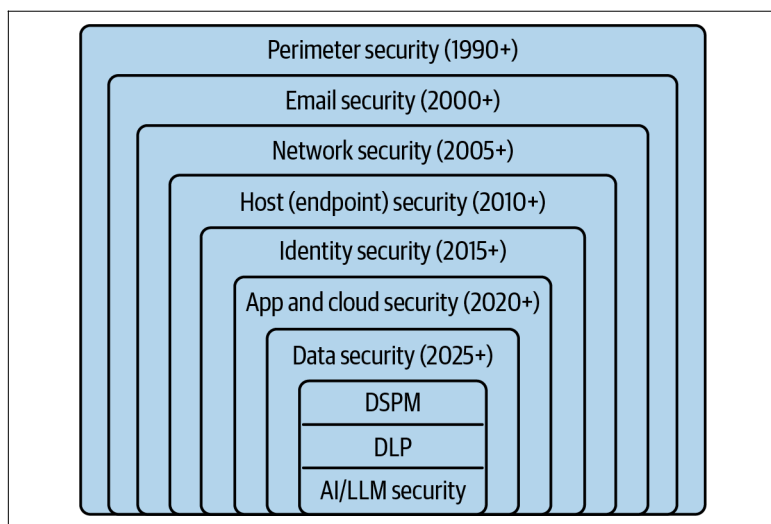 Perimeter security (1990+)
Email security (2000+)
Network security (2005+)
Host (endpoint) security (2010+)
Identity security (2015+)
App and cloud security (2020+)
Data security (2025+)
DSPM
DLP
AI/LLM security